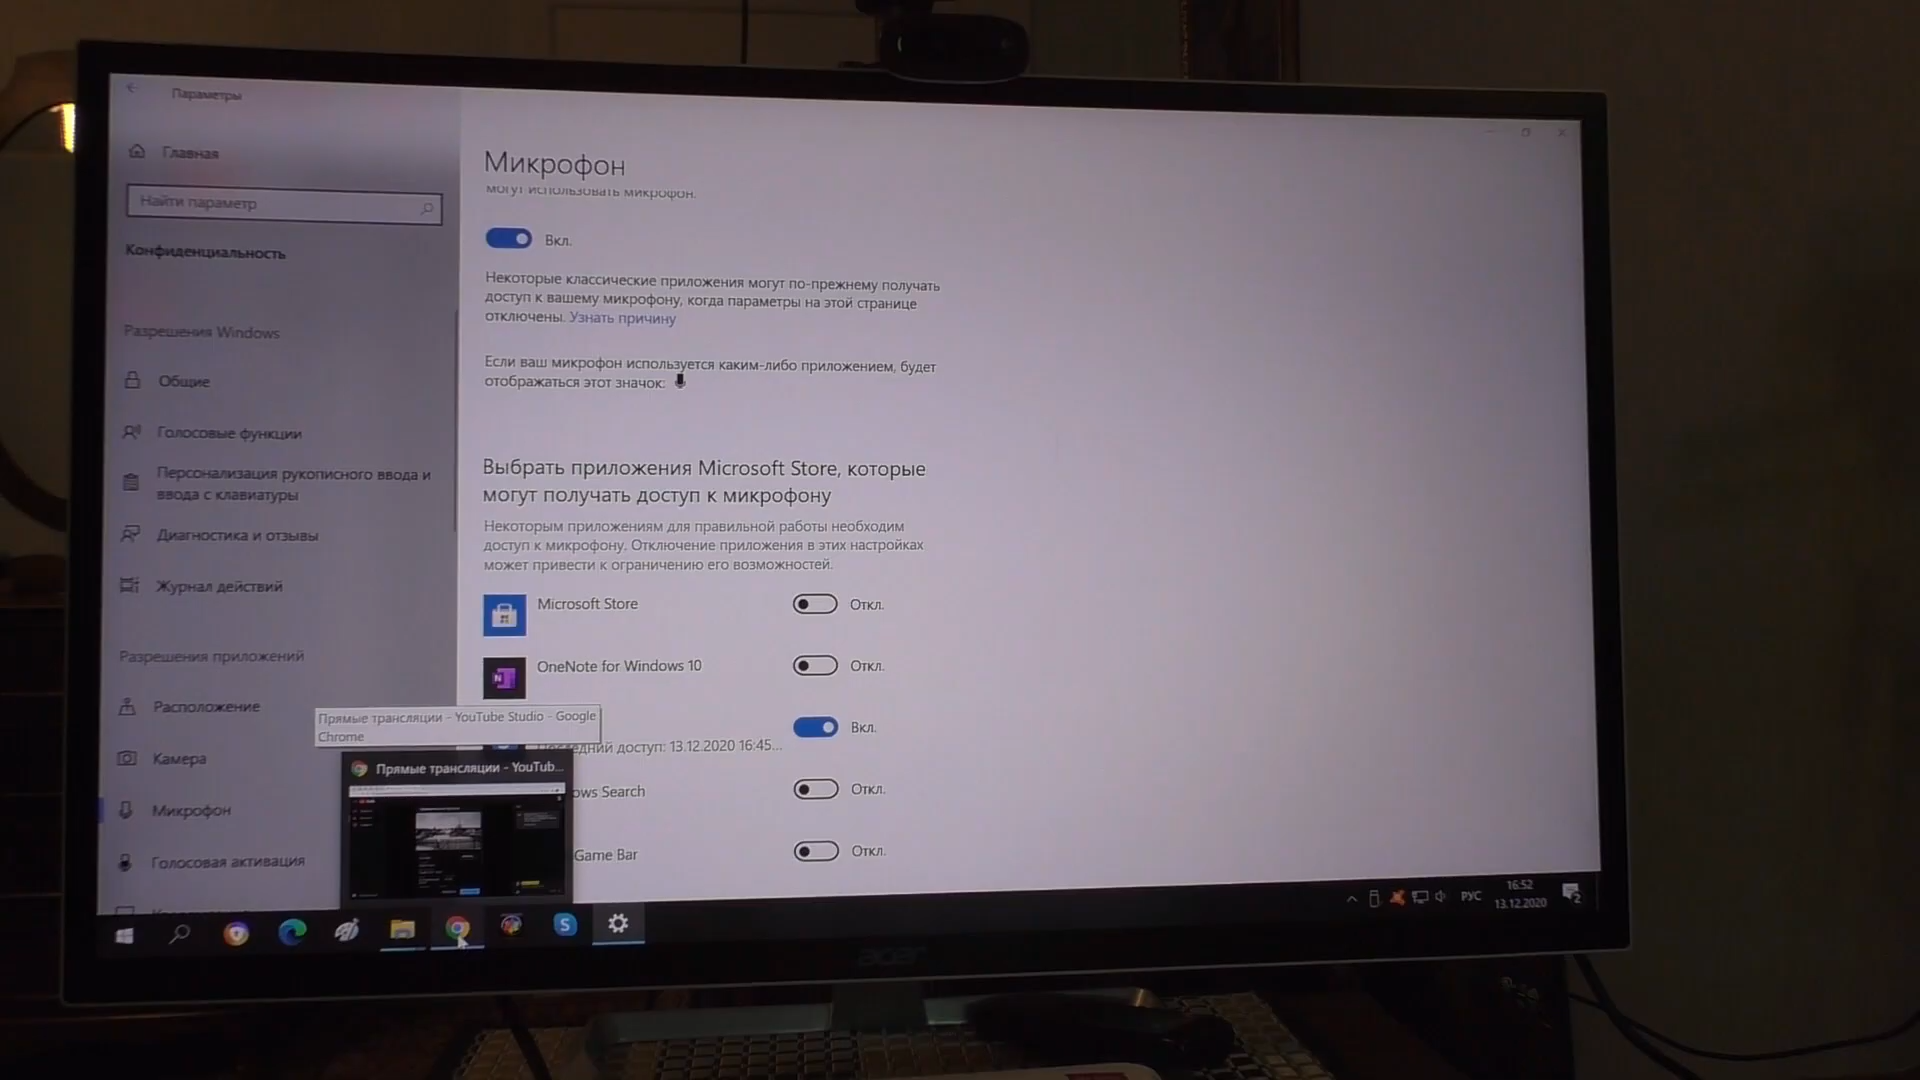 Параметры
Главная
Найти параметр
Конфиденциальность
Разрешения Windows
Общие
Голосовые функции
Персонализация рукописного ввода и
ввода с клавиатуры
Диагностика и отзывы
Журнал действий
Разрешения приложений
Расположение
Камера
Микрофон
Голосовая активация
Микрофон
могут использовать микрофон.
Вкл.
Некоторые классические приложения могут по-прежнему получать
доступ к вашему микрофону, когда параметры на этой странице
отключены. Узнать причину
Если ваш микрофон используется каким-либо приложением, будет
отображаться этот значок:
Выбрать приложения Microsoft Store, которые
могут получать доступ к микрофону
Некоторым приложениям для правильной работы необходим
доступ к микрофону. Отключение приложения в этих настройках
может привести к ограничению его возможностей.
Microsoft Store Откл.
OneNote for Windows 10 Откл.
Вкл.
Последний доступ: 13.12.2020 16:45...
ows Search Откл.
Game Bar Откл.
Прямые трансляции - YouTube Studio - Google
Chrome
Прямые трансляции - YouTub...
РУС
16:52
13.12.2020
2
acer